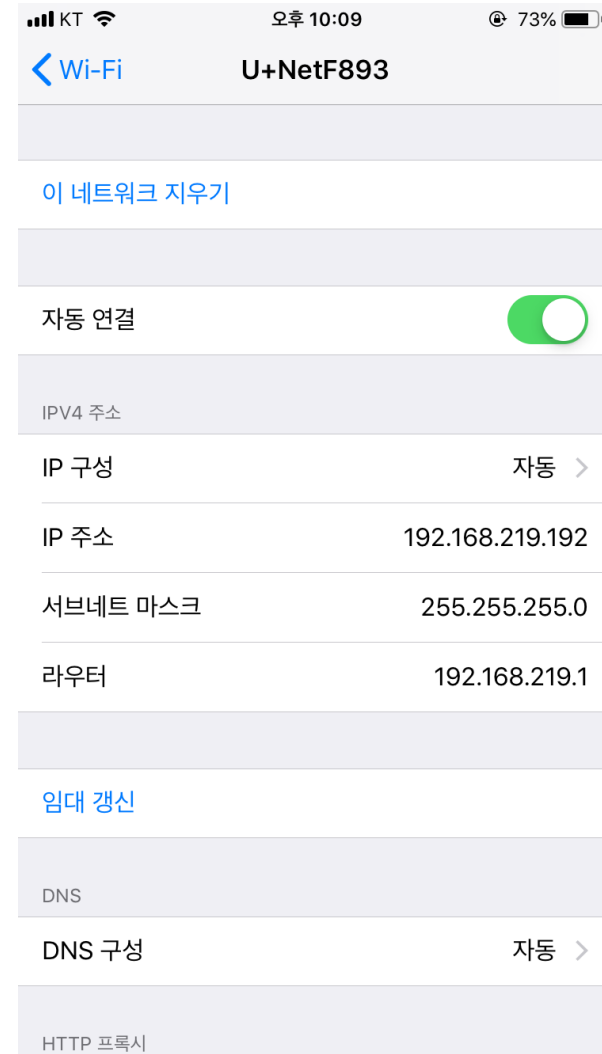 KT 오후 10:09 73%
Wi-Fi U+NetF893
이 네트워크 지우기
자동 연결
IPV4 주소
IP 구성 자동
IP 주소 192.168.219.192
서브네트 마스크 255.255.255.0
라우터 192.168.219.1
임대 갱신
DNS
DNS 구성 자동
HTTP 프록시